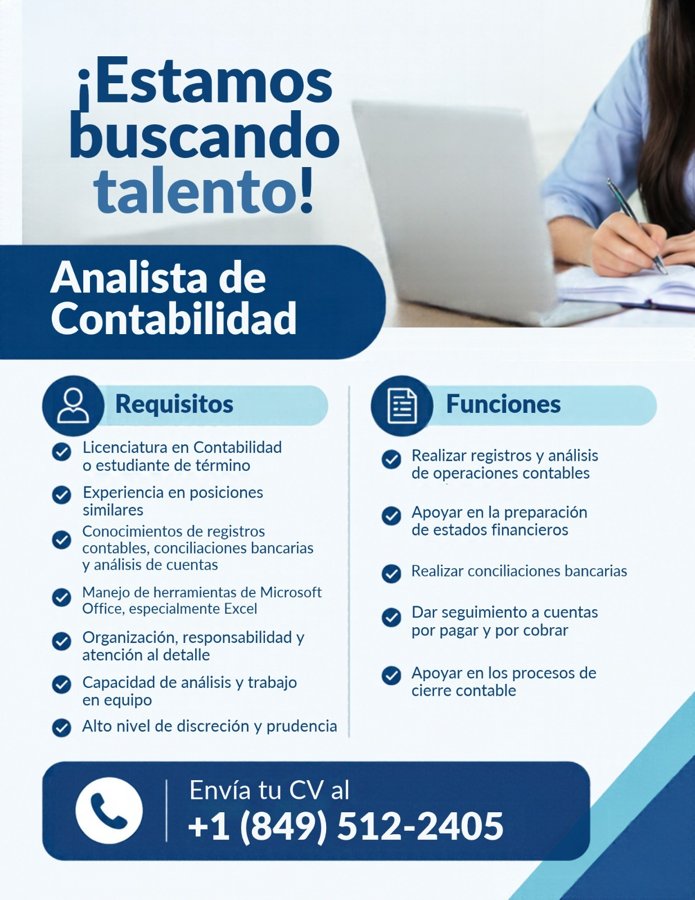 ¡Estamos
buscando
talento!
Analista de
Contabilidad
Requisitos
Licenciatura en Contabilidad
o estudiante de término
Experiencia en posiciones
similares
Conocimientos de registros
contables, conciliaciones bancarias
y análisis de cuentas
Manejo de herramientas de Microsoft
Office, especialmente Excel
Organización, responsabilidad y
atención al detalle
Capacidad de análisis y trabajo
en equipo
Alto nivel de discreción y prudencia
Funciones
Realizar registros y análisis
de operaciones contables
Apoyar en la preparación
de estados financieros
Realizar conciliaciones bancarias
Dar seguimiento a cuentas
por pagar y por cobrar
Apoyar en los procesos de
cierre contable
Envía tu CV al
+1 (849) 512-2405